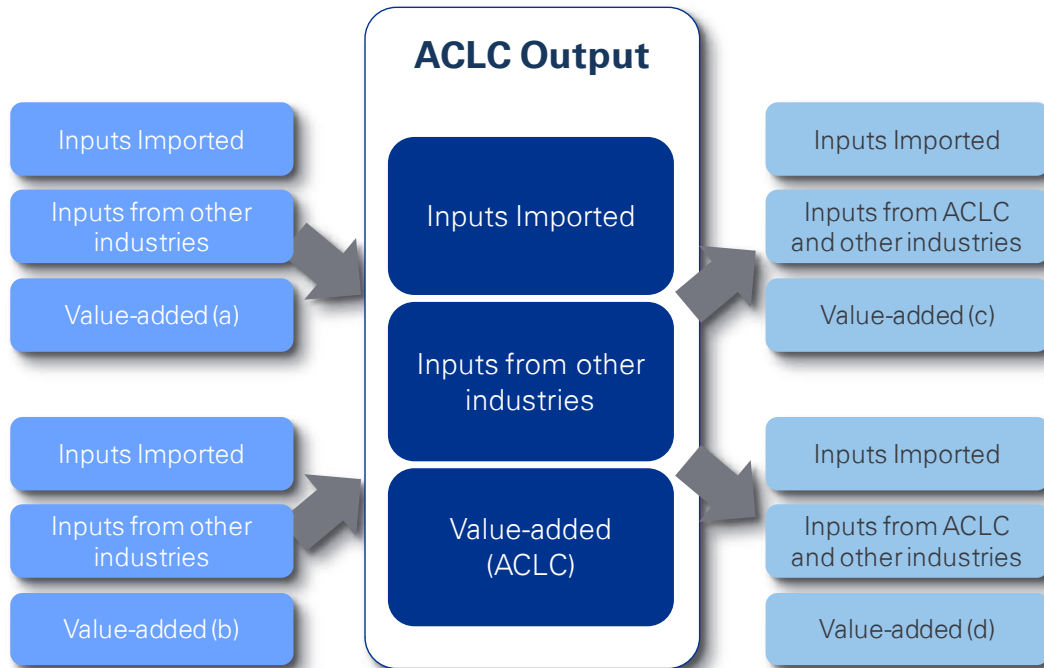 ACLC Output
Inputs Imported
Inputs from other
industries
Value-added (a)
Inputs Imported
Inputs from other
industries
Value-added (b)
Inputs Imported
Inputs from other
industries
Value-added
(ACLC)
Inputs Imported
Inputs from ACLC
and other industries
Value-added (c)
Inputs Imported
Inputs from ACLC
and other industries
Value-added (d)